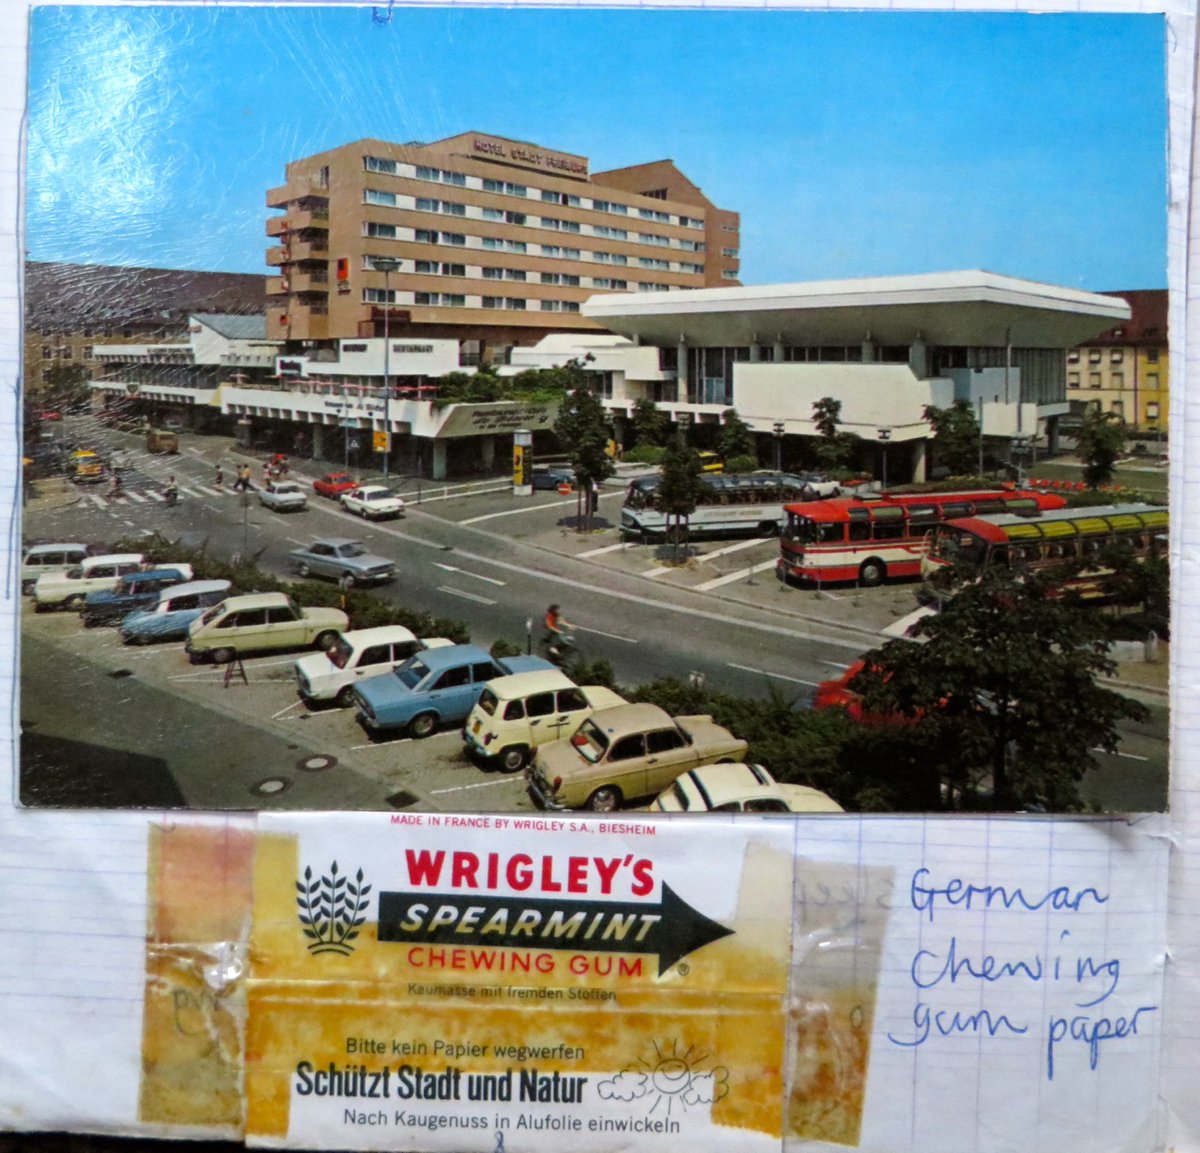 HOTEL STADT FREIBURG
MADE IN FRANCE BY WRIGLEY S.A., BIESHEIM
WRIGLEY'S
SPEARMINT
CHEWING GUM
®
Kaumasse mit fremden Stoffen
Bitte kein Papier wegwerfen
Schützt Stadt und Natur
Nach Kaugenuss in Alufolie einwickeln
German
chewing
gum paper